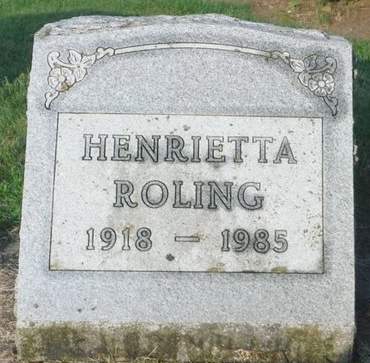 HENRIETTA
ROLING
1918 — 1985